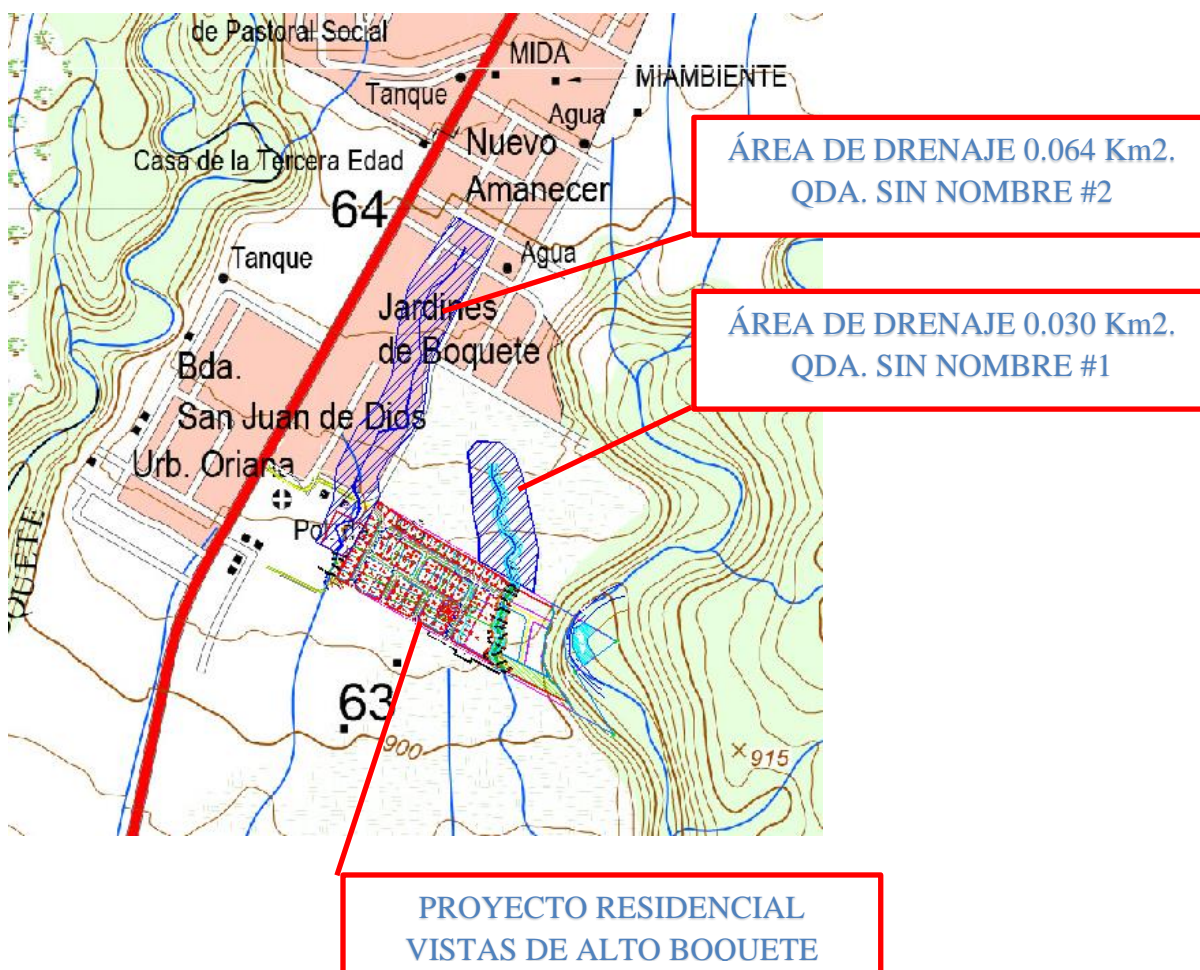 de Pastoral Social
MIDA
MIAMBIENTE
Tanque
Agua
Nuevo
Amanecer
Casa de la Tercera Edad
64
ÁREA DE DRENAJE 0.064 Km2.
QDA. SIN NOMBRE #2
Tanque
Agua
Jardines
de Boquete
ÁREA DE DRENAJE 0.030 Km2.
QDA. SIN NOMBRE #1
Bda.
San Juan de Dios
Urb. Oriana
QUETE
63
900
915
PROYECTO RESIDENCIAL
VISTAS DE ALTO BOQUETE